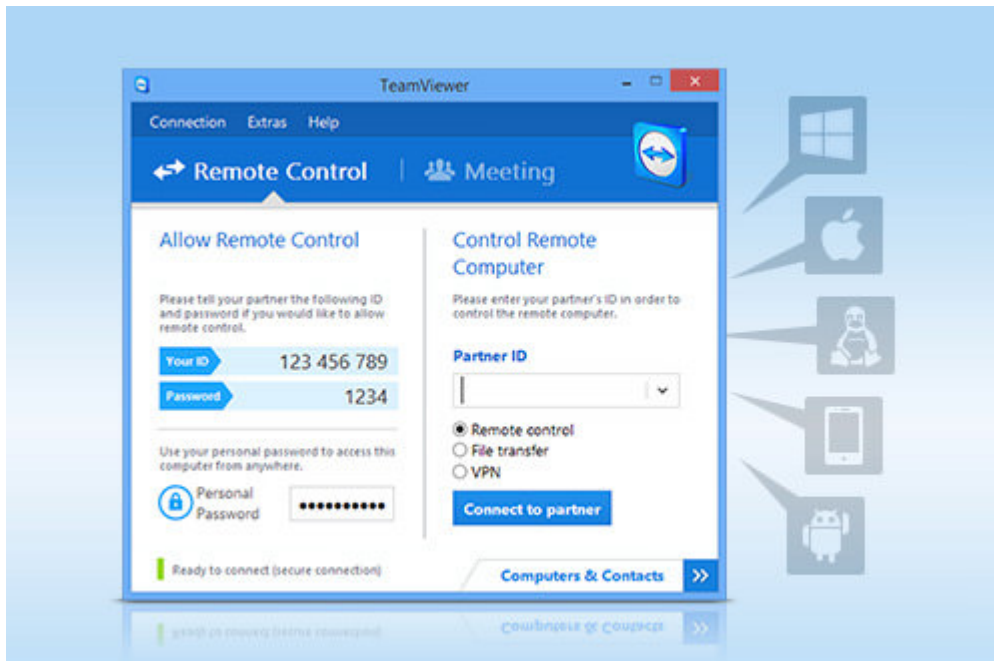 TeamViewer
Connection Extras Help
Remote Control
Meeting
Allow Remote Control
Please tell your partner the following ID
and password if you would like to allow
remote control.
Your ID 123 456 789
Password 1234
Use your personal password to access this
computer from anywhere.
Personal
Password
Ready to connect (secure connection)
Control Remote
Computer
Please enter your partner's ID in order to
control the remote computer.
Partner ID
Remote control
File transfer
VPN
Connect to partner
Computers & Contacts